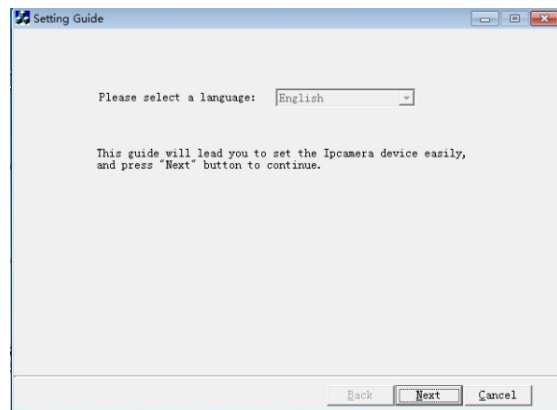 Setting Guide
Please select a language: English
This guide will lead you to set the Ipcamera device easily,
and press "Next" button to continue.
Back Next Cancel